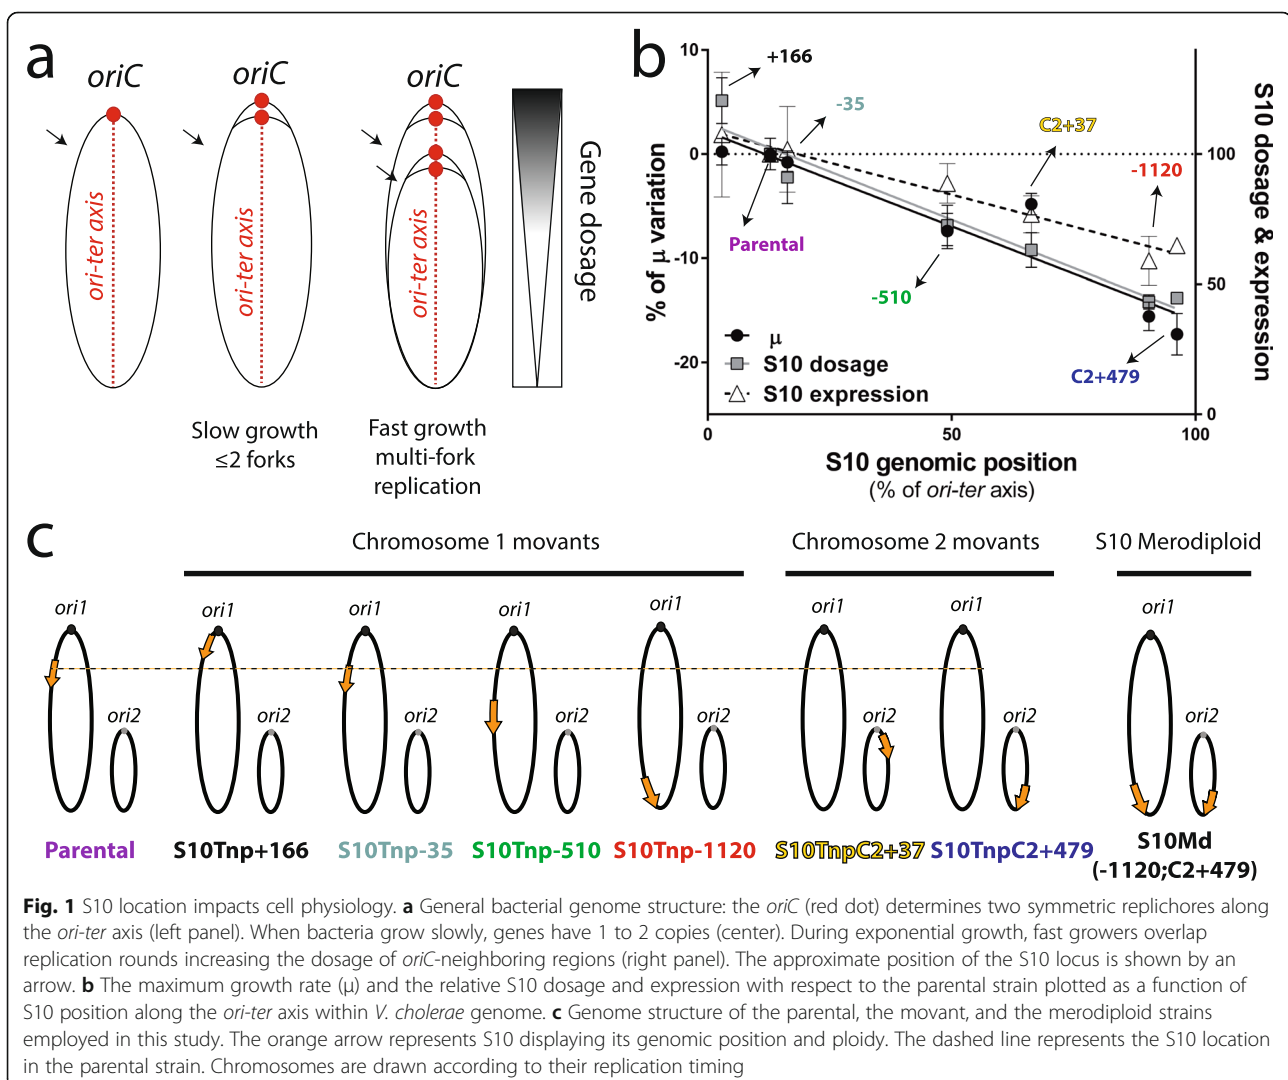 a
oriC
oriC
oriC
ori-ter axis
ori-ter axis
ori-ter axis
Gene dosage
Slow growth
≤2 forks
Fast growth
multi-fork
replication
b
10
0
-10
-20
% of μ variation
+166
-35
C2+37
-1120
Parental
-510
C2+479
μ
S10 dosage
S10 expression
100
50
0
S10 dosage & expression
0
50
100
S10 genomic position
(% of ori-ter axis)
c
Chromosome 1 movants
Chromosome 2 movants
S10 Merodiploid
ori1
ori1
ori1
ori1
ori1
ori1
ori1
ori1
ori2
ori2
ori2
ori2
ori2
ori2
ori2
ori2
Parental
S10Tnp+166
S10Tnp-35
S10Tnp-510
S10Tnp-1120
S10TnpC2+37
S10TnpC2+479
S10Md
(-1120;C2+479)
Fig. 1 S10 location impacts cell physiology. a General bacterial genome structure: the oriC (red dot) determines two symmetric replichores along
the ori-ter axis (left panel). When bacteria grow slowly, genes have 1 to 2 copies (center). During exponential growth, fast growers overlap
replication rounds increasing the dosage of oriC-neighboring regions (right panel). The approximate position of the S10 locus is shown by an
arrow. b The maximum growth rate (μ) and the relative S10 dosage and expression with respect to the parental strain plotted as a function of
S10 position along the ori-ter axis within V. cholerae genome. c Genome structure of the parental, the movant, and the merodiploid strains
employed in this study. The orange arrow represents S10 displaying its genomic position and ploidy. The dashed line represents the S10 location
in the parental strain. Chromosomes are drawn according to their replication timing